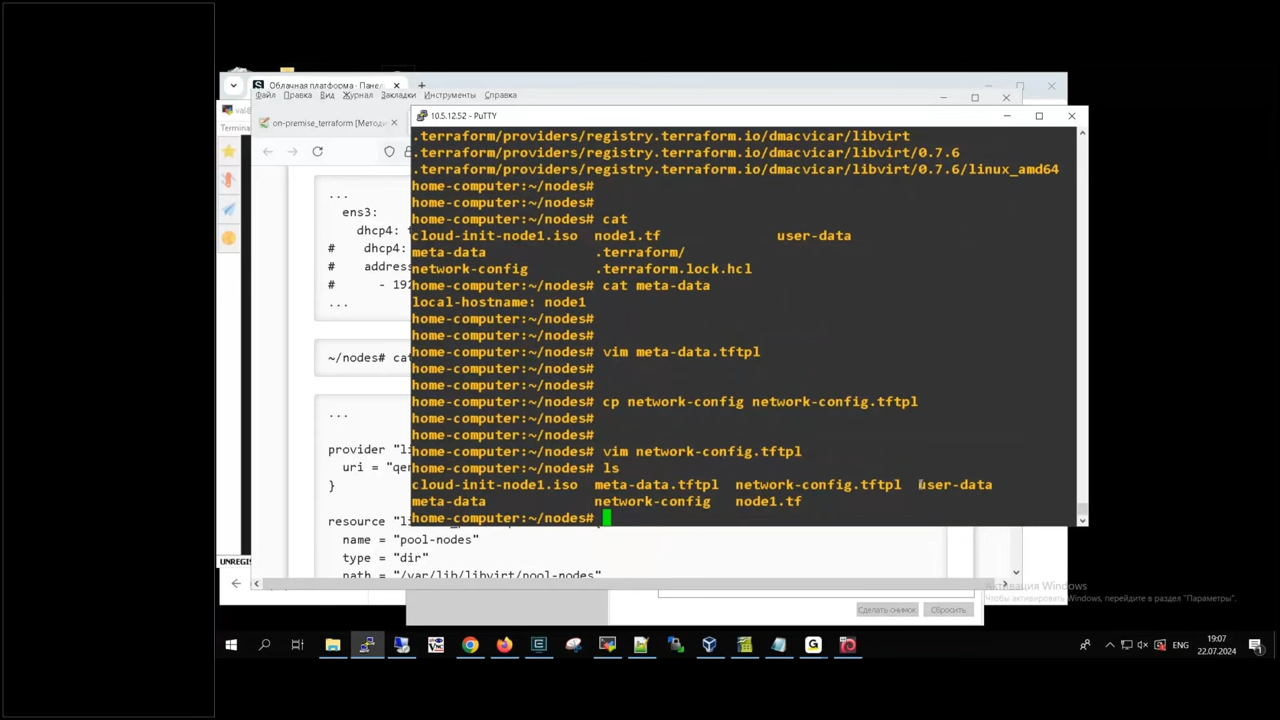 Облачная платформа · Пане
Файл Правка Вид Журнал Закладки Инструменты Справка
on-premise_terraform [Методи
Termina
10.5.12.52 - PuTTY
...
ens3:
dhcp4: t
# dhcp4:
# address
# - 192
...
~/nodes# cat
...
provider "li
uri = "qem
}
resource "li
name = "pool-nodes"
type = "dir"
path = "/var/lib/libvirt/pool-nodes"
.terraform/providers/registry.terraform.io/dmacvicar/libvirt
.terraform/providers/registry.terraform.io/dmacvicar/libvirt/0.7.6
.terraform/providers/registry.terraform.io/dmacvicar/libvirt/0.7.6/linux_amd64
home-computer:~/nodes#
home-computer:~/nodes#
home-computer:~/nodes# cat
cloud-init-node1.iso node1.tf user-data
meta-data .terraform/
network-config .terraform.lock.hcl
home-computer:~/nodes# cat meta-data
local-hostname: node1
home-computer:~/nodes#
home-computer:~/nodes#
home-computer:~/nodes# vim meta-data.tftpl
home-computer:~/nodes#
home-computer:~/nodes#
home-computer:~/nodes# cp network-config network-config.tftpl
home-computer:~/nodes#
home-computer:~/nodes#
home-computer:~/nodes# vim network-config.tftpl
home-computer:~/nodes# ls
cloud-init-node1.iso meta-data.tftpl network-config.tftpl user-data
meta-data network-config node1.tf
home-computer:~/nodes#
UNREGIS
Активация Windows
Чтобы активировать Windows, перейдите в раздел "Параметры".
Сделать снимок Сбросить
ENG
19:07
22.07.2024